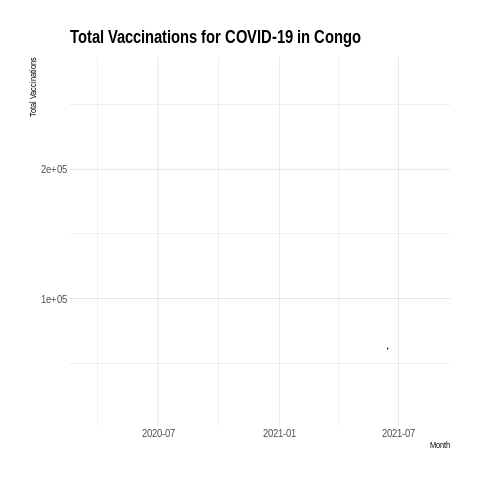 Total Vaccinations for COVID-19 in Congo
Total Vaccinations
2e+05
1e+05
2020-07
2021-01
2021-07
Month